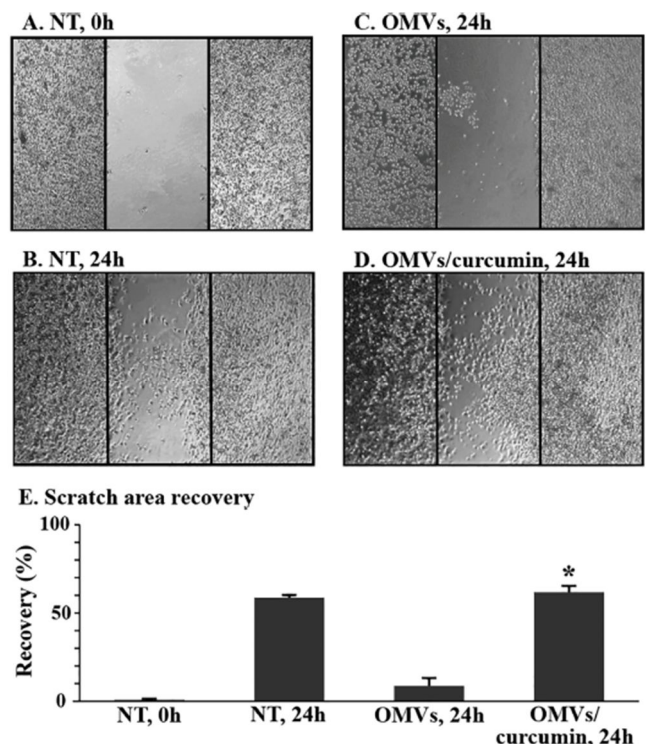 A. NT, 0h
C. OMVs, 24h
B. NT, 24h
D. OMVs/curcumin, 24h
E. Scratch area recovery
Recovery (%)
100
50
0
*
NT, 0h
NT, 24h
OMVs, 24h
OMVs/
curcumin, 24h